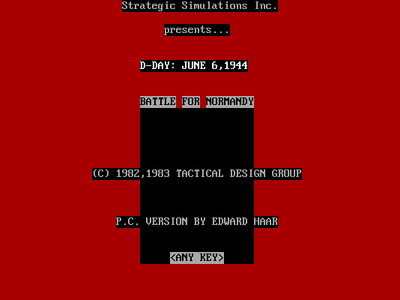 Strategic Simulations Inc.
presents...
D-DAY: JUNE 6,1944
BATTLE FOR NORMANDY
(C) 1982,1983 TACTICAL DESIGN GROUP
P.C. VERSION BY EDWARD HAAR
<ANY KEY>